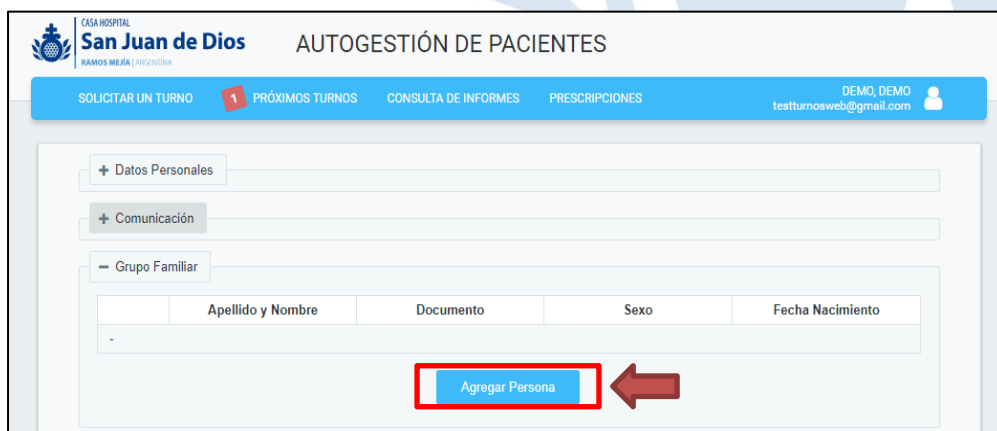 CASA HOSPITAL
San Juan de Dios
RAMOS MEJÍA | ARGENTINA
AUTOGESTIÓN DE PACIENTES
SOLICITAR UN TURNO 1 PRÓXIMOS TURNOS CONSULTA DE INFORMES PRESCRIPCIONES DEMO, DEMO
testturnosweb@gmail.com
+ Datos Personales
+ Comunicación
− Grupo Familiar
Apellido y Nombre Documento Sexo Fecha Nacimiento
-
Agregar Persona